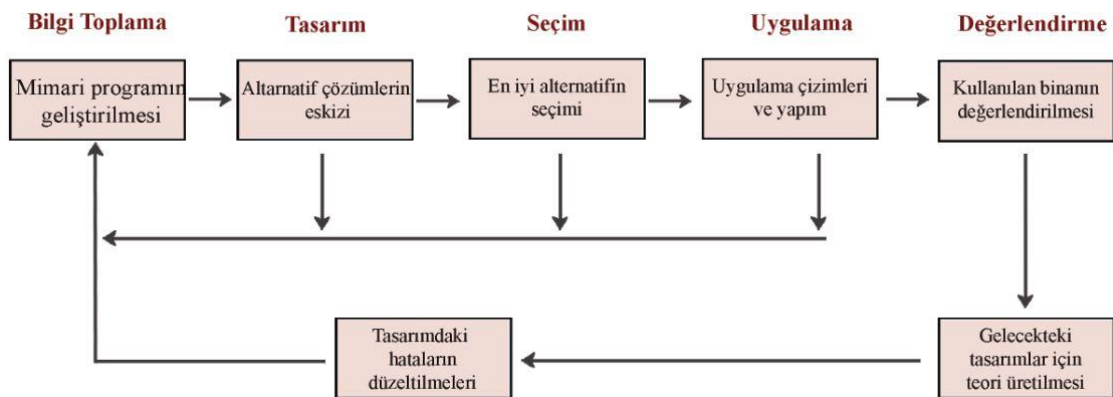 Bilgi Toplama
Tasarım
Seçim
Uygulama
Değerlendirme
Mimari programın
geliştirilmesi
Altarnatif çözümlerin
eskizi
En iyi alternatifin
seçimi
Uygulama çizimleri
ve yapım
Kullanılan binanın
değerlendirilmesi
Tasarımdaki
hataların
düzeltilmeleri
Gelecekteki
tasarımlar için
teori üretilmesi